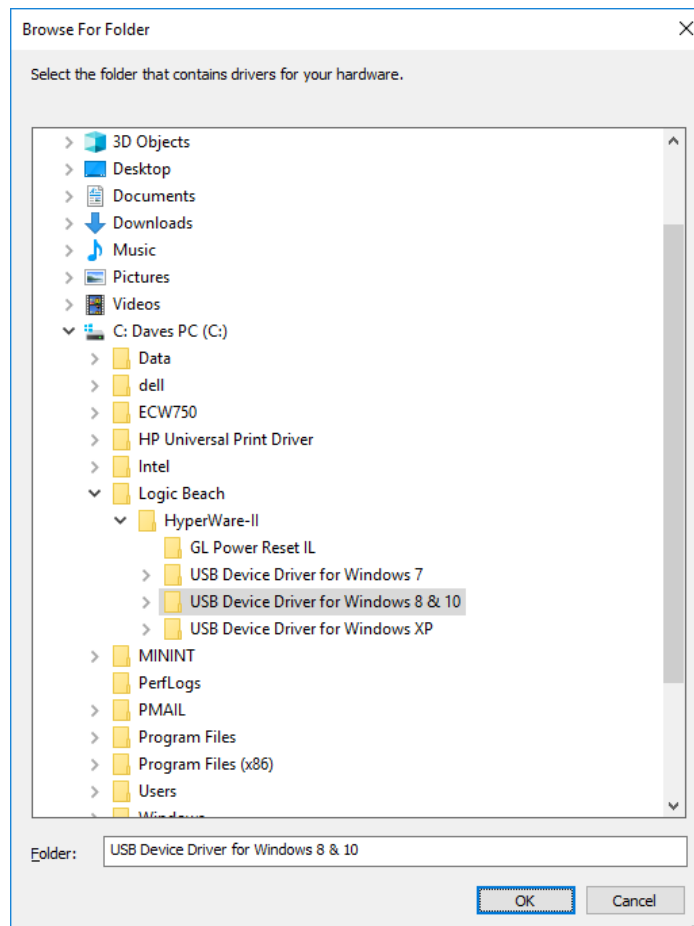 Browse For Folder
Select the folder that contains drivers for your hardware.
3D Objects
Desktop
Documents
Downloads
Music
Pictures
Videos
C: Daves PC (C:)
Data
dell
ECW750
HP Universal Print Driver
Intel
Logic Beach
HyperWare-II
GL Power Reset IL
USB Device Driver for Windows 7
USB Device Driver for Windows 8 & 10
USB Device Driver for Windows XP
MININT
PerfLogs
PMAIL
Program Files
Program Files (x86)
Users
Windows
Folder: USB Device Driver for Windows 8 & 10
OK Cancel